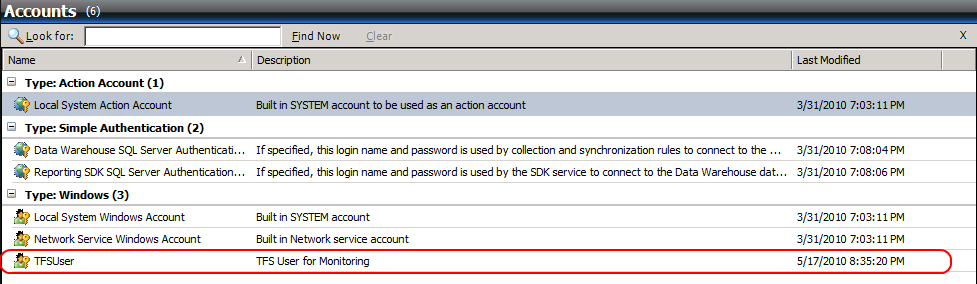 Accounts (6)
Look for: Find Now Clear X
Name Description Last Modified
Type: Action Account (1)
Local System Action Account Built in SYSTEM account to be used as an action account 3/31/2010 7:03:11 PM
Type: Simple Authentication (2)
Data Warehouse SQL Server Authenticati... If specified, this login name and password is used by collection and synchronization rules to connect to the ... 3/31/2010 7:08:04 PM
Reporting SDK SQL Server Authentication... If specified, this login name and password is used by the SDK service to connect to the Data Warehouse dat... 3/31/2010 7:08:06 PM
Type: Windows (3)
Local System Windows Account Built in SYSTEM account 3/31/2010 7:03:11 PM
Network Service Windows Account Built in Network service account 3/31/2010 7:03:11 PM
TFSUser TFS User for Monitoring 5/17/2010 8:35:20 PM